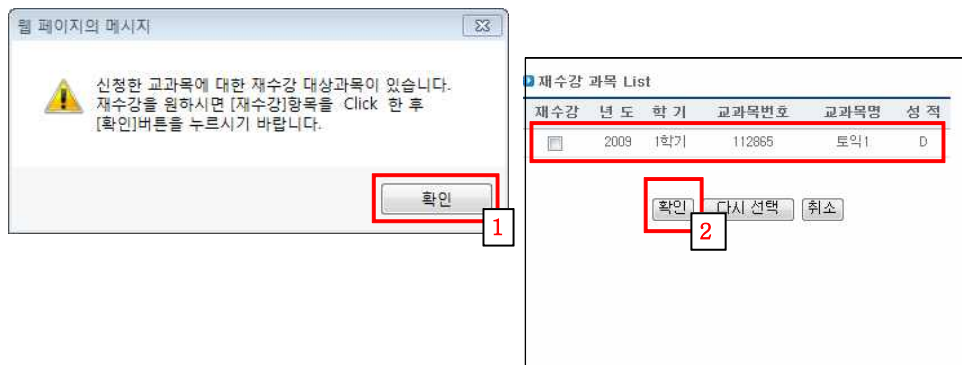 웹 페이지의 메시지
신청한 교과목에 대한 재수강 대상과목이 있습니다.
재수강을 원하시면 [재수강]항목을 Click 한 후
[확인]버튼을 누르시기 바랍니다.
확인
1
재수강 과목 List
재수강 년 도 학 기 교과목번호 교과목명 성 적
2009 1학기 112865 토익1 D
확인 다시 선택 취소
2